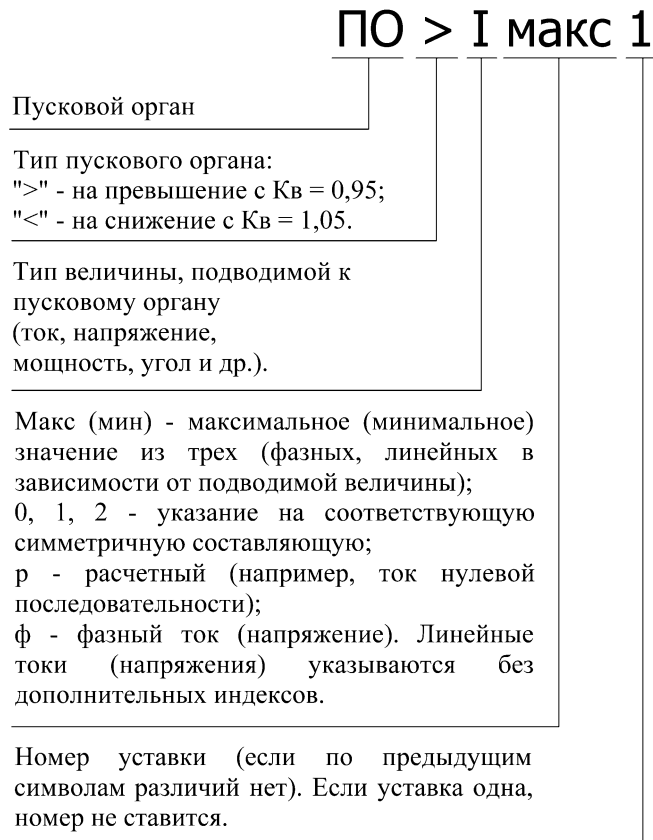 ПО > I макс 1
Пусковой орган
Тип пускового органа:
">" - на превышение с Кв = 0,95;
"<" - на снижение с Кв = 1,05.
Тип величины, подводимой к
пусковому органу
(ток, напряжение,
мощность, угол и др.).
Макс (мин) - максимальное (минимальное)
значение из трех (фазных, линейных в
зависимости от подводимой величины);
0, 1, 2 - указание на соответствующую
симметричную составляющую;
р - расчетный (например, ток нулевой
последовательности);
ф - фазный ток (напряжение). Линейные
токи (напряжения) указываются без
дополнительных индексов.
Номер уставки (если по предыдущим
символам различий нет). Если уставка одна,
номер не ставится.